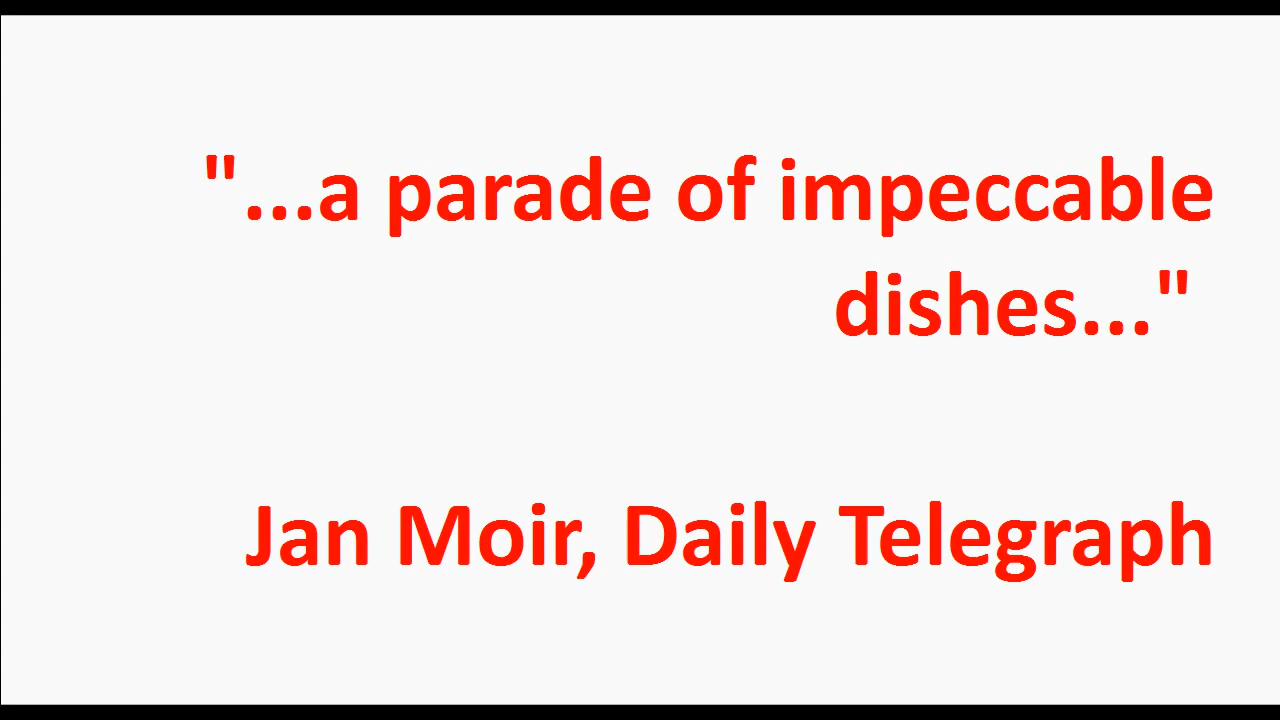 "...a parade of impeccable
dishes..."
Jan Moir, Daily Telegraph